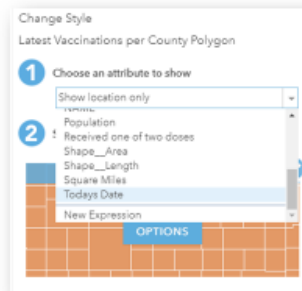 Change Style
Latest Vaccinations per County Polygon
1 Choose an attribute to show
Show location only
NAME
2
Population
Received one of two doses
Shape__Area
Shape__Length
Square Miles
Todays Date
New Expression
OPTIONS